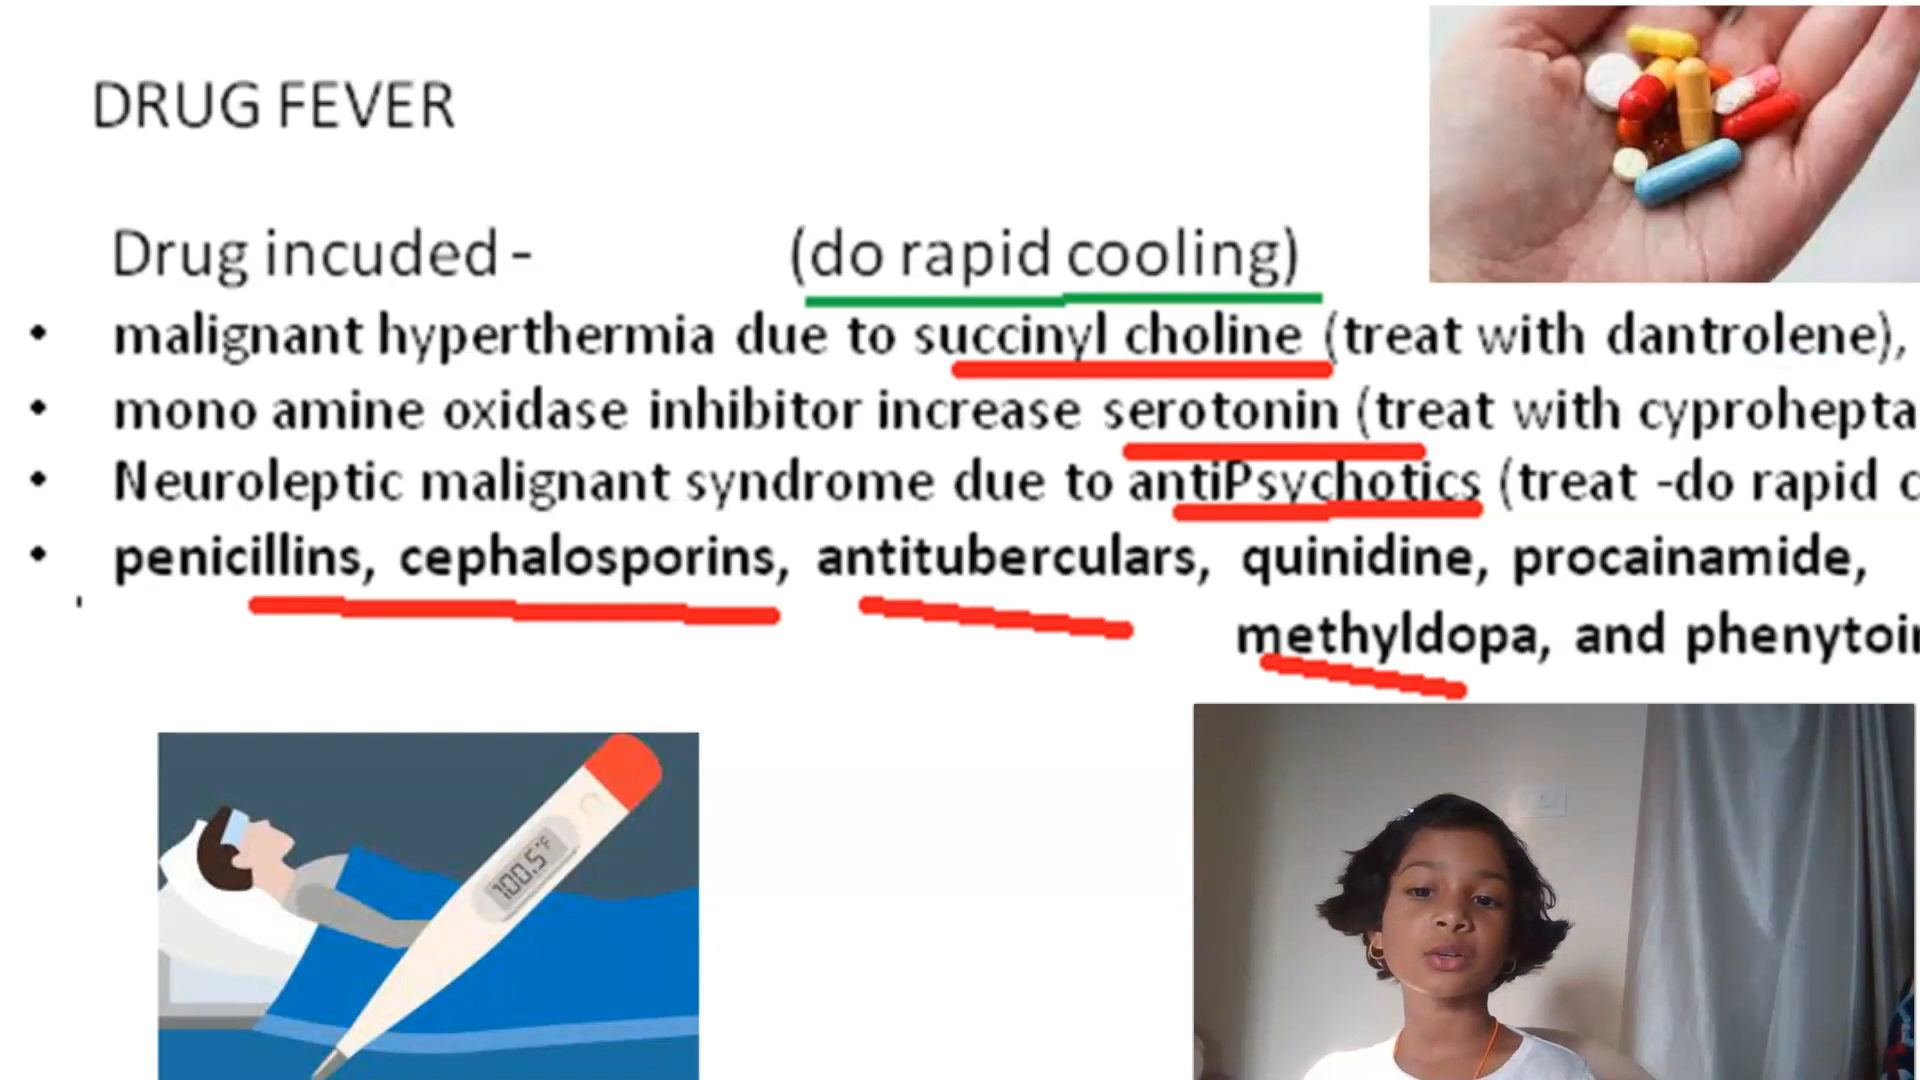 DRUG FEVER
Drug incuded - (do rapid cooling)
• malignant hyperthermia due to succinyl choline (treat with dantrolene),
• mono amine oxidase inhibitor increase serotonin (treat with cyprohepta
• Neuroleptic malignant syndrome due to antiPsychotics (treat -do rapid c
• penicillins, cephalosporins, antituberculars, quinidine, procainamide,
methyldopa, and phenytoin
100.5°F